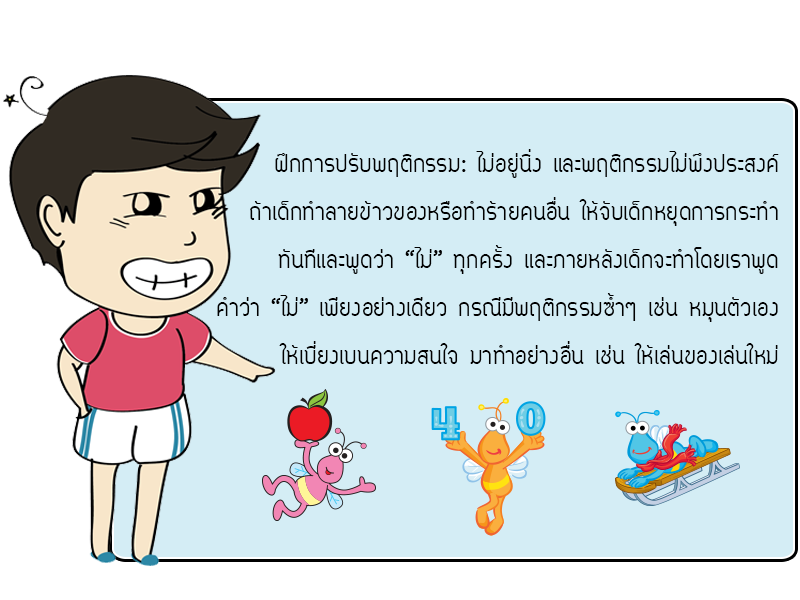 ฝึกการปรับพฤติกรรม: ไม่อยู่นิ่ง และพฤติกรรมไม่พึงประสงค์
ถ้าเด็กทำลายข้าวของหรือทำร้ายคนอื่น ให้จับเด็กหยุดการกระทำ
ทันทีและพูดว่า “ไม่” ทุกครั้ง และภายหลังเด็กจะทำโดยเราพูด
คำว่า “ไม่” เพียงอย่างเดียว กรณีมีพฤติกรรมซ้ำๆ เช่น หมุนตัวเอง
ให้เบี่ยงเบนความสนใจ มาทำอย่างอื่น เช่น ให้เล่นของเล่นใหม่
4 0